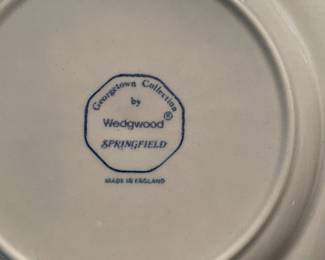 Georgetown Collection
by
Wedgwood®
SPRINGFIELD
MADE IN ENGLAND